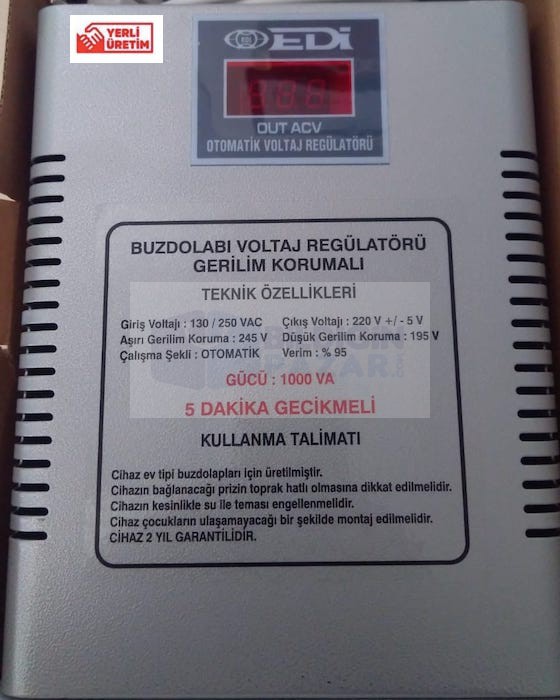 YERLİ
ÜRETİM
EDİ
OUT ACV
OTOMATİK VOLTAJ REGÜLATÖRÜ
BUZDOLABI VOLTAJ REGÜLATÖRÜ
GERİLİM KORUMALI
TEKNİK ÖZELLİKLERİ
Giriş Voltajı : 130 / 250 VAC Çıkış Voltajı : 220 V +/- 5 V
Aşırı Gerilim Koruma : 245 V Düşük Gerilim Koruma : 195 V
Çalışma Şekli : OTOMATİK Verim : % 95
GÜCÜ : 1000 VA
5 DAKİKA GECİKMELİ
KULLANMA TALİMATI
Cihaz ev tipi buzdolapları için üretilmiştir.
Cihazın bağlanacağı prizin toprak hatlı olmasına dikkat edilmelidir.
Cihazın kesinlikle su ile teması engellenmelidir.
Cihaz çocukların ulaşamayacağı bir şekilde montaj edilmelidir.
CİHAZ 2 YIL GARANTİLİDİR.